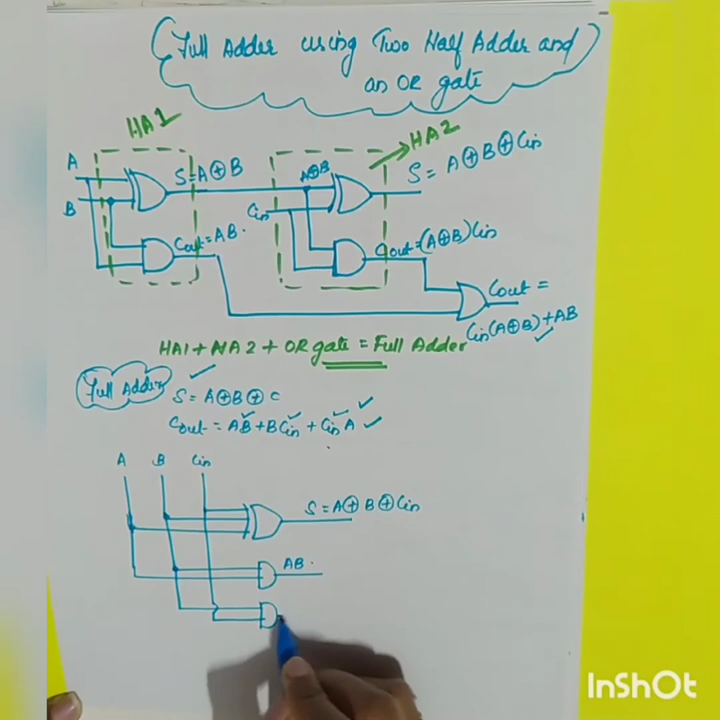 Full Adder using Two Half Adder and
an OR gate
HA1
HA2
A
S = A⊕B
A⊕B
S = A⊕B⊕Cin
B
Cin
Cout = AB.
Cout = (A⊕B)Cin
Cout =
Cin(A⊕B)+AB
HA1 + HA2 + OR gate = Full Adder
Full Adder
S = A⊕B⊕C
Cout = AB + BCin + CinA
A B Cin
S = A⊕B⊕Cin
AB.
InShOt